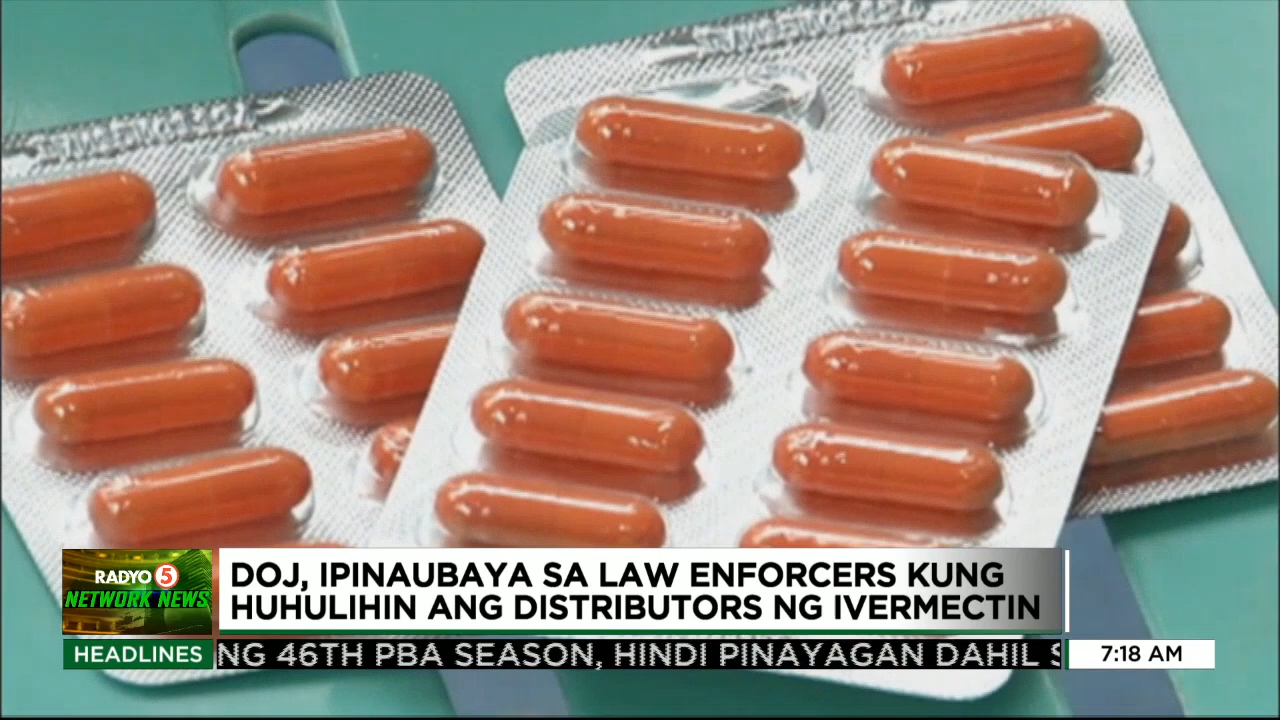 RADYO 5
NETWORK NEWS
DOJ, IPINAUBAYA SA LAW ENFORCERS KUNG
HUHULIHIN ANG DISTRIBUTORS NG IVERMECTIN
HEADLINES
NG 46TH PBA SEASON, HINDI PINAYAGAN DAHIL
7:18 AM